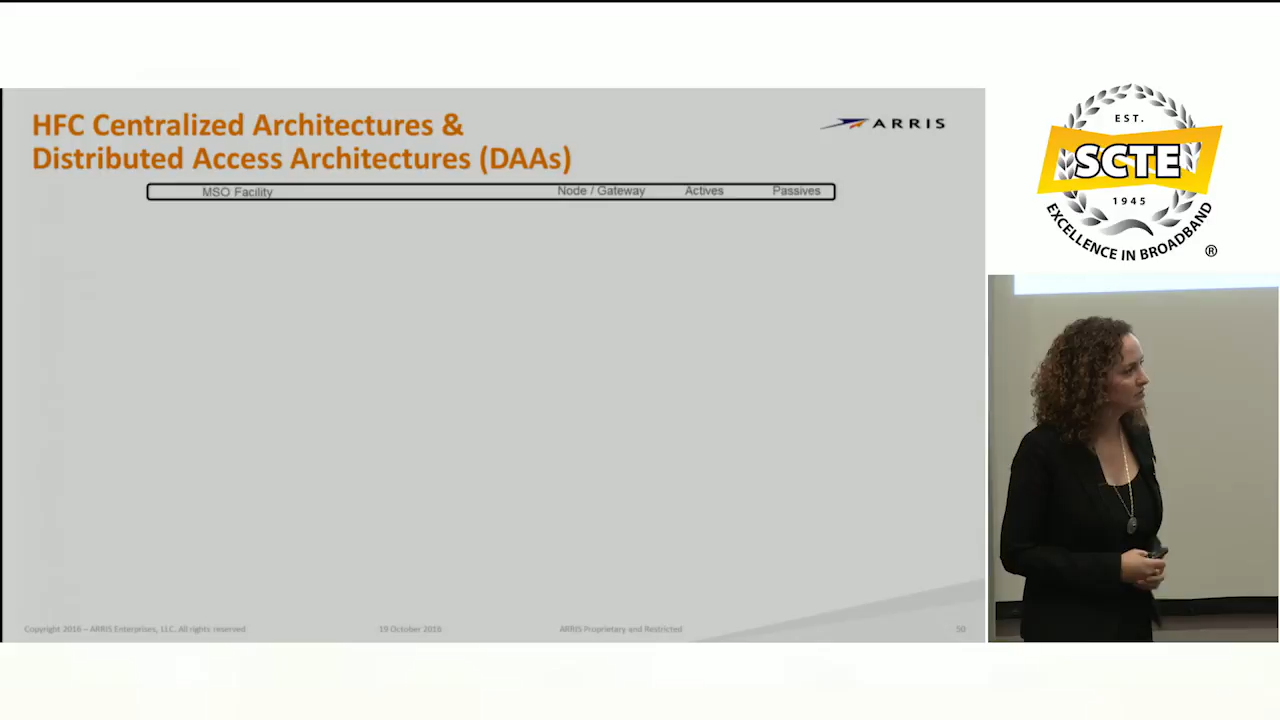 HFC Centralized Architectures &
Distributed Access Architectures (DAAs)
ARRIS
MSO Facility Node / Gateway Actives Passives
Copyright 2016 – ARRIS Enterprises, LLC. All rights reserved 19 October 2016 ARRIS Proprietary and Restricted 50
EST.
SCTE
1945
EXCELLENCE IN BROADBAND
®